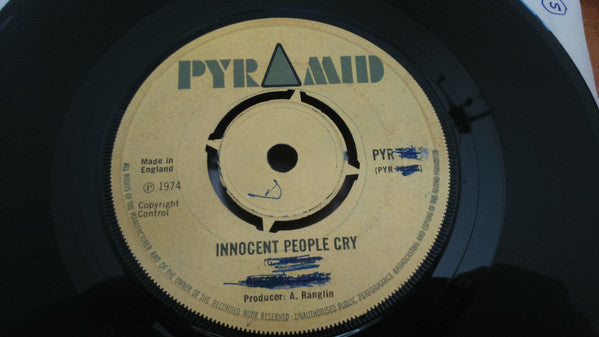 PYRAMID
Made in
England
℗ 1974
Copyright
Control
PYR
(PYR
INNOCENT PEOPLE CRY
Producer: A. Ranglin
ALL RIGHTS OF THE MANUFACTURER AND OF THE OWNER OF THE RECORDED WORK RESERVED · UNAUTHORISED PUBLIC PERFORMANCE, BROADCASTING AND COPYING OF THIS RECORD PROHIBITED